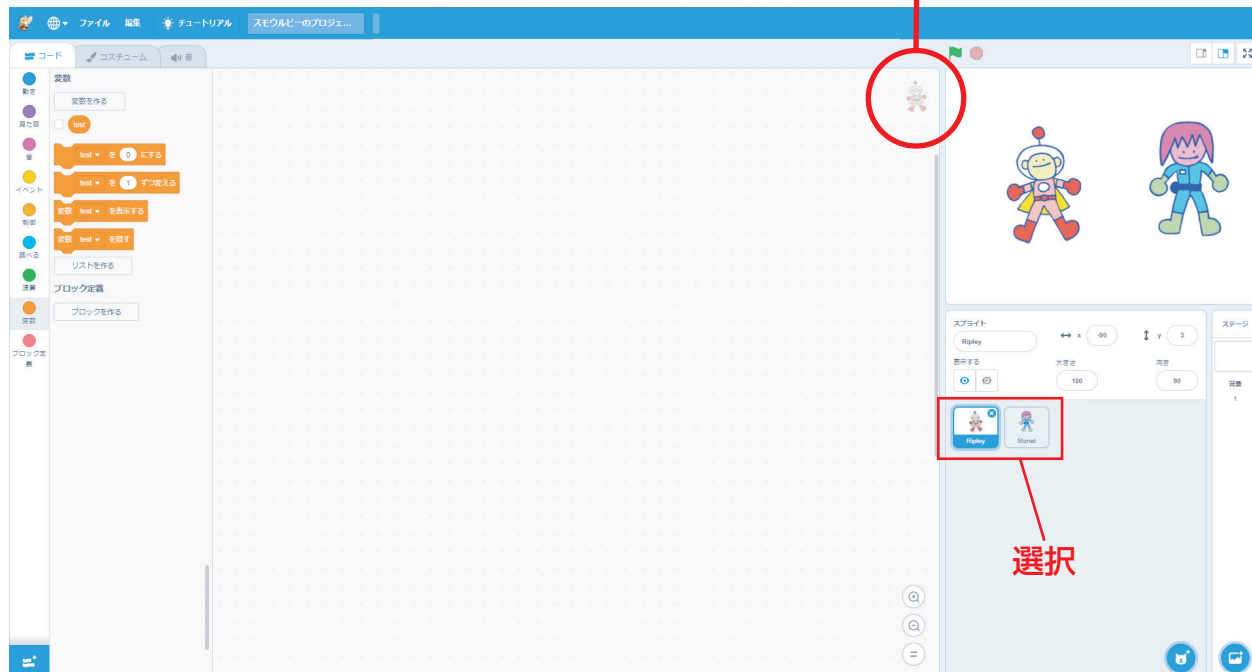 ファイル 編集 チュートリアル スモウルビーのプロジェ...
コード コスチューム 音
動き
見た目
音
イベント
制御
調べる
演算
変数
ブロック定
義
変数
変数を作る
test
test を 0 にする
test を 1 ずつ変える
変数 test を表示する
変数 test を隠す
リストを作る
ブロック定義
ブロックを作る
スプライト
Ripley
x -90
y 3
表示する
大きさ
100
向き
90
Ripley
Monet
ステージ
背景
1
選択